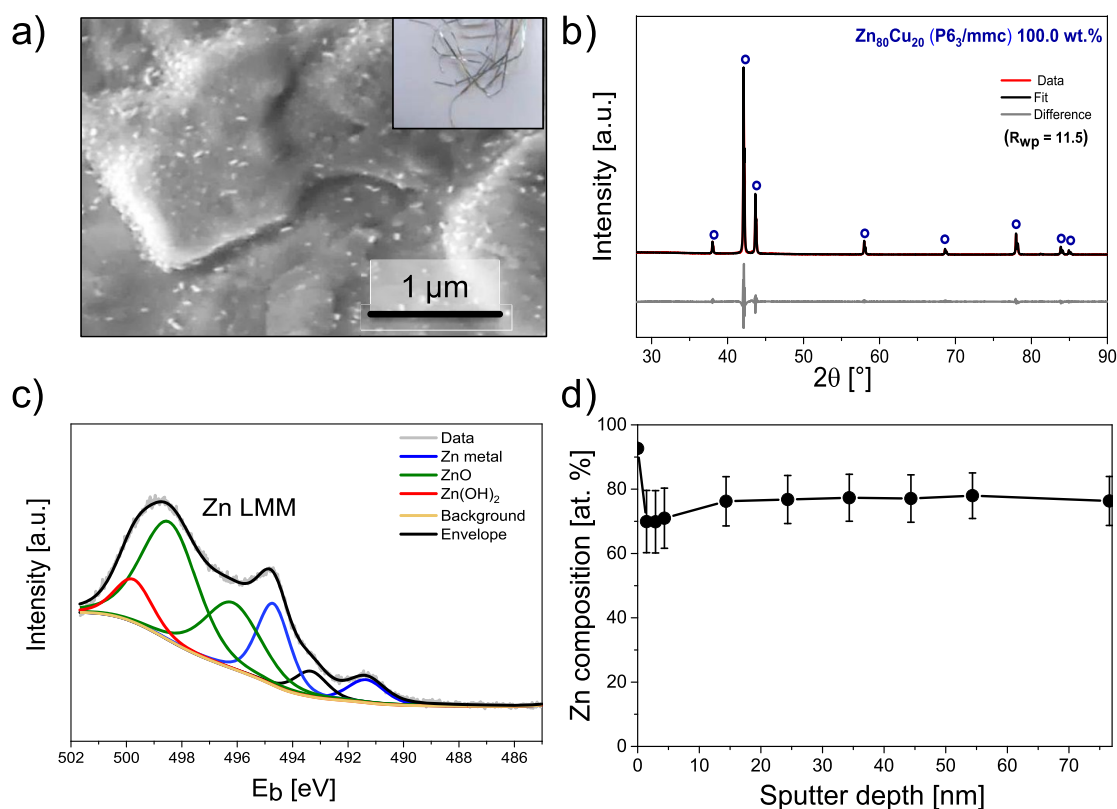 a)
1 µm
b)
Zn80Cu20 (P63/mmc) 100.0 wt.%
Data
Fit
Difference
(Rwp = 11.5)
Intensity [a.u.]
30 40 50 60 70 80 90
2θ [°]
c)
Data
Zn metal
ZnO
Zn(OH)2
Background
Envelope
Zn LMM
Intensity [a.u.]
502 500 498 496 494 492 490 488 486
Eb [eV]
d)
Zn composition [at. %]
100
80
60
40
20
0
0 10 20 30 40 50 60 70
Sputter depth [nm]